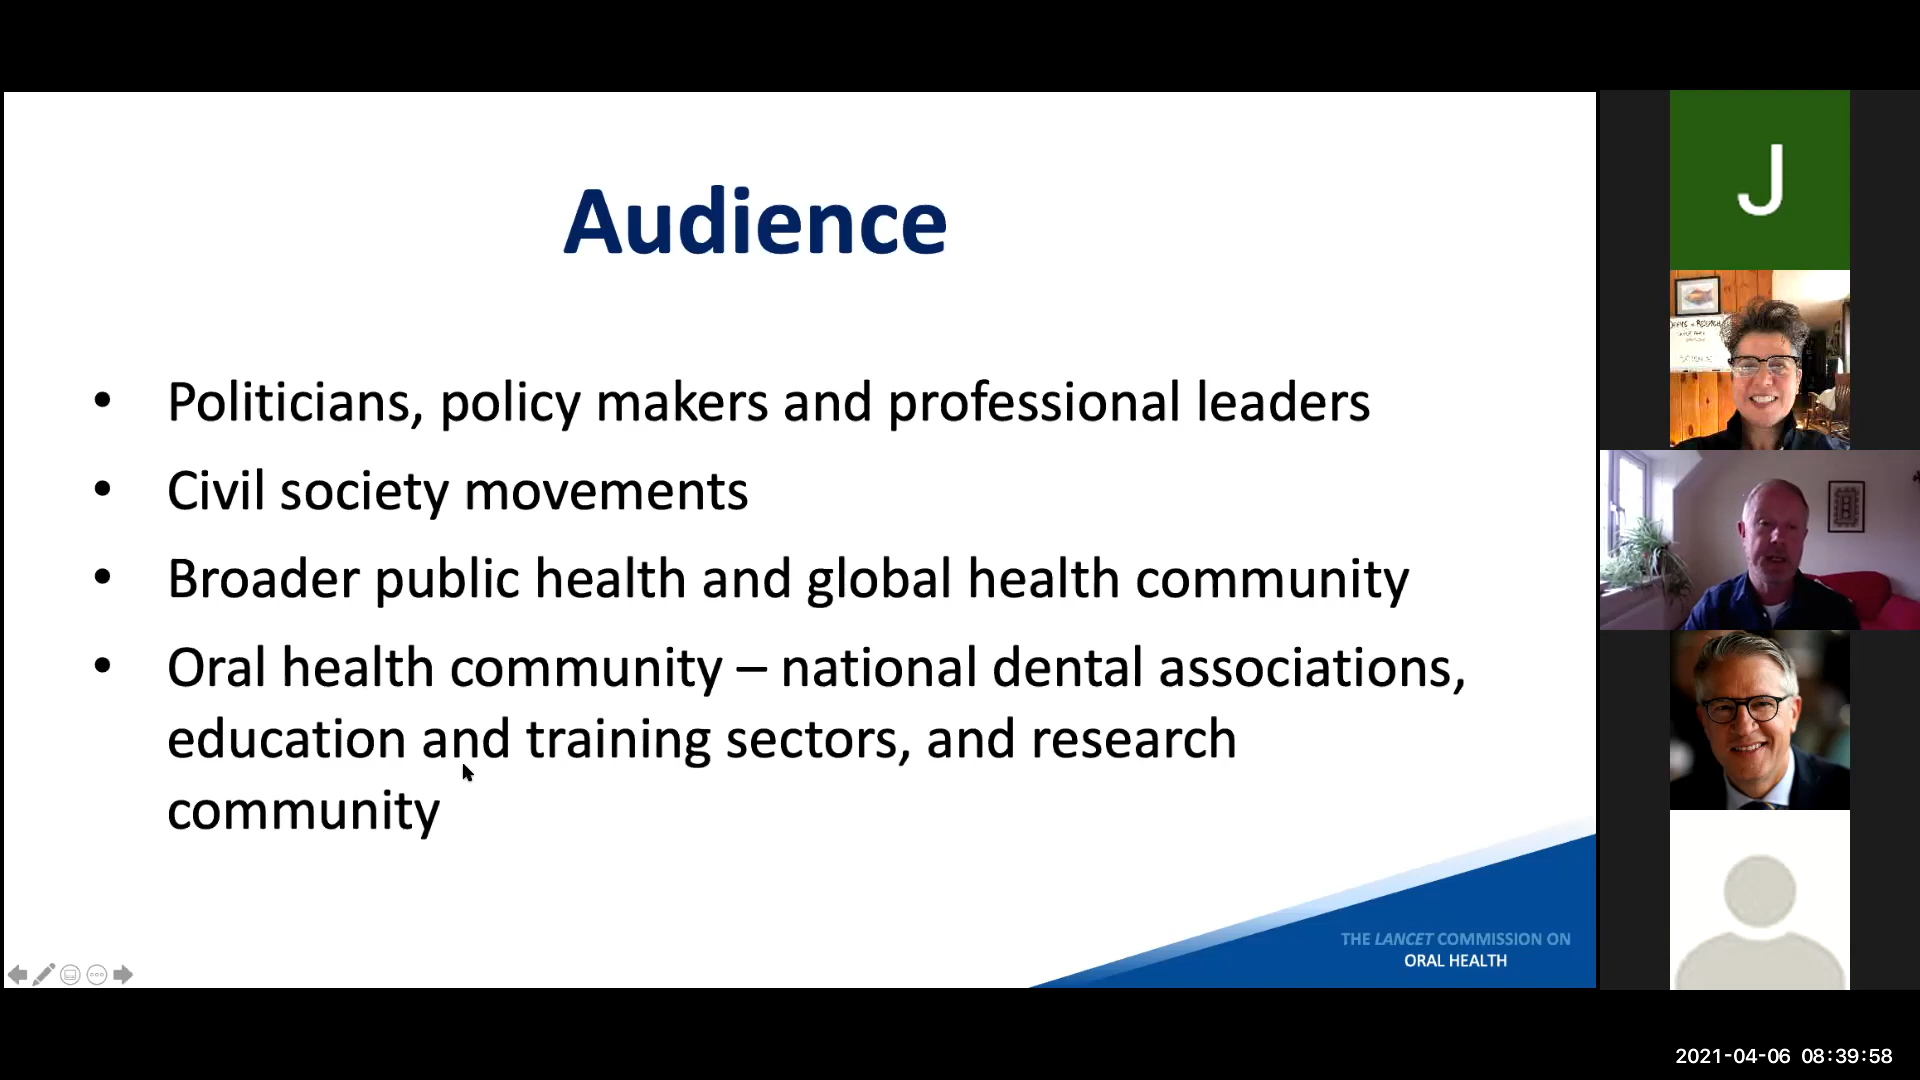 Audience
• Politicians, policy makers and professional leaders
• Civil society movements
• Broader public health and global health community
• Oral health community – national dental associations,
education and training sectors, and research
community
THE LANCET COMMISSION ON
ORAL HEALTH
J
2021-04-06 08:39:58